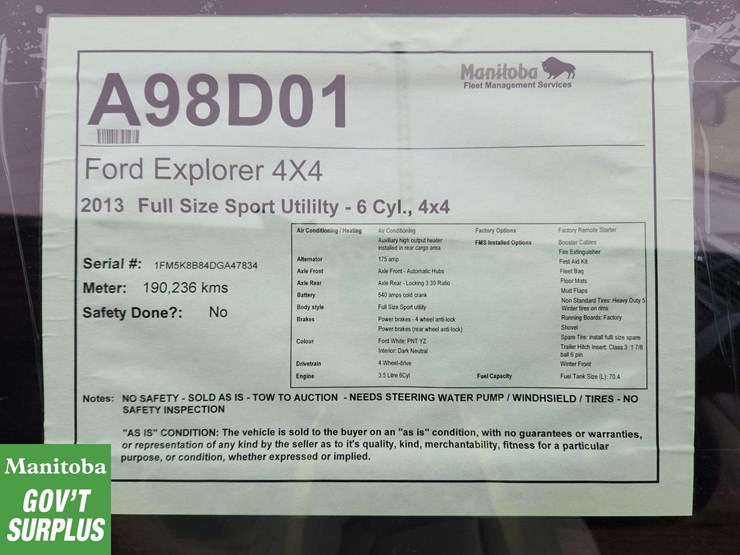 A98D01
Manitoba
Fleet Management Services
Ford Explorer 4X4
2013 Full Size Sport Utililty - 6 Cyl., 4x4
Serial #: 1FM5K8B84DGA47834
Meter: 190,236 kms
Safety Done?: No
Air Conditioning / Heating Air Conditioning
Auxiliary high output heater
installed in rear cargo area
Alternator 175 amp
Axle Front Axle Front - Automatic Hubs
Axle Rear Axle Rear - Locking 3.39 Ratio
Battery 540 amps cold crank
Body style Full Size Sport utility
Brakes Power brakes - 4 wheel anti-lock
Power brakes (rear wheel anti-lock)
Colour Ford White: PNT YZ
Interior: Dark Neutral
Drivetrain 4 Wheel-drive
Engine 3.5 Litre 6Cyl
Factory Options Factory Remote Starter
FMS Installed Options Booster Cables
Fire Extinguisher
First Aid Kit
Fleet Bag
Floor Mats
Mud Flaps
Non Standard Tires: Heavy Duty 5
Winter tires on rims
Running Boards: Factory
Shovel
Spare Tire: install full size spare
Trailer Hitch Insert: Class 3 :1 7/8
ball 6 pin
Winter Front
Fuel Capacity Fuel Tank Size (L): 70.4
Notes: NO SAFETY - SOLD AS IS - TOW TO AUCTION - NEEDS STEERING WATER PUMP / WINDHSIELD / TIRES - NO
SAFETY INSPECTION
"AS IS" CONDITION: The vehicle is sold to the buyer on an "as is" condition, with no guarantees or warranties,
or representation of any kind by the seller as to it's quality, kind, merchantability, fitness for a particular
purpose, or condition, whether expressed or implied.
Manitoba
GOV'T
SURPLUS